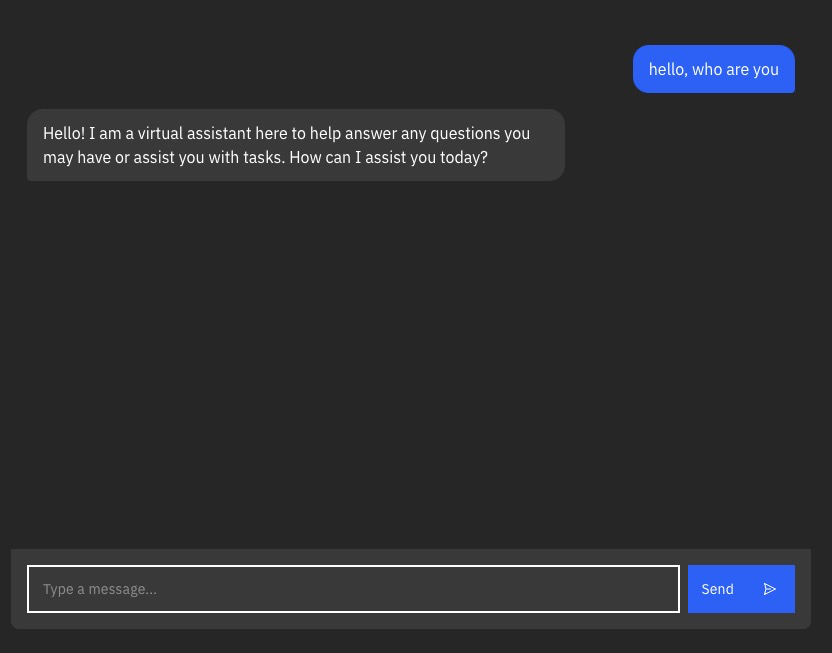 hello, who are you
Hello! I am a virtual assistant here to help answer any questions you
may have or assist you with tasks. How can I assist you today?
Type a message...
Send